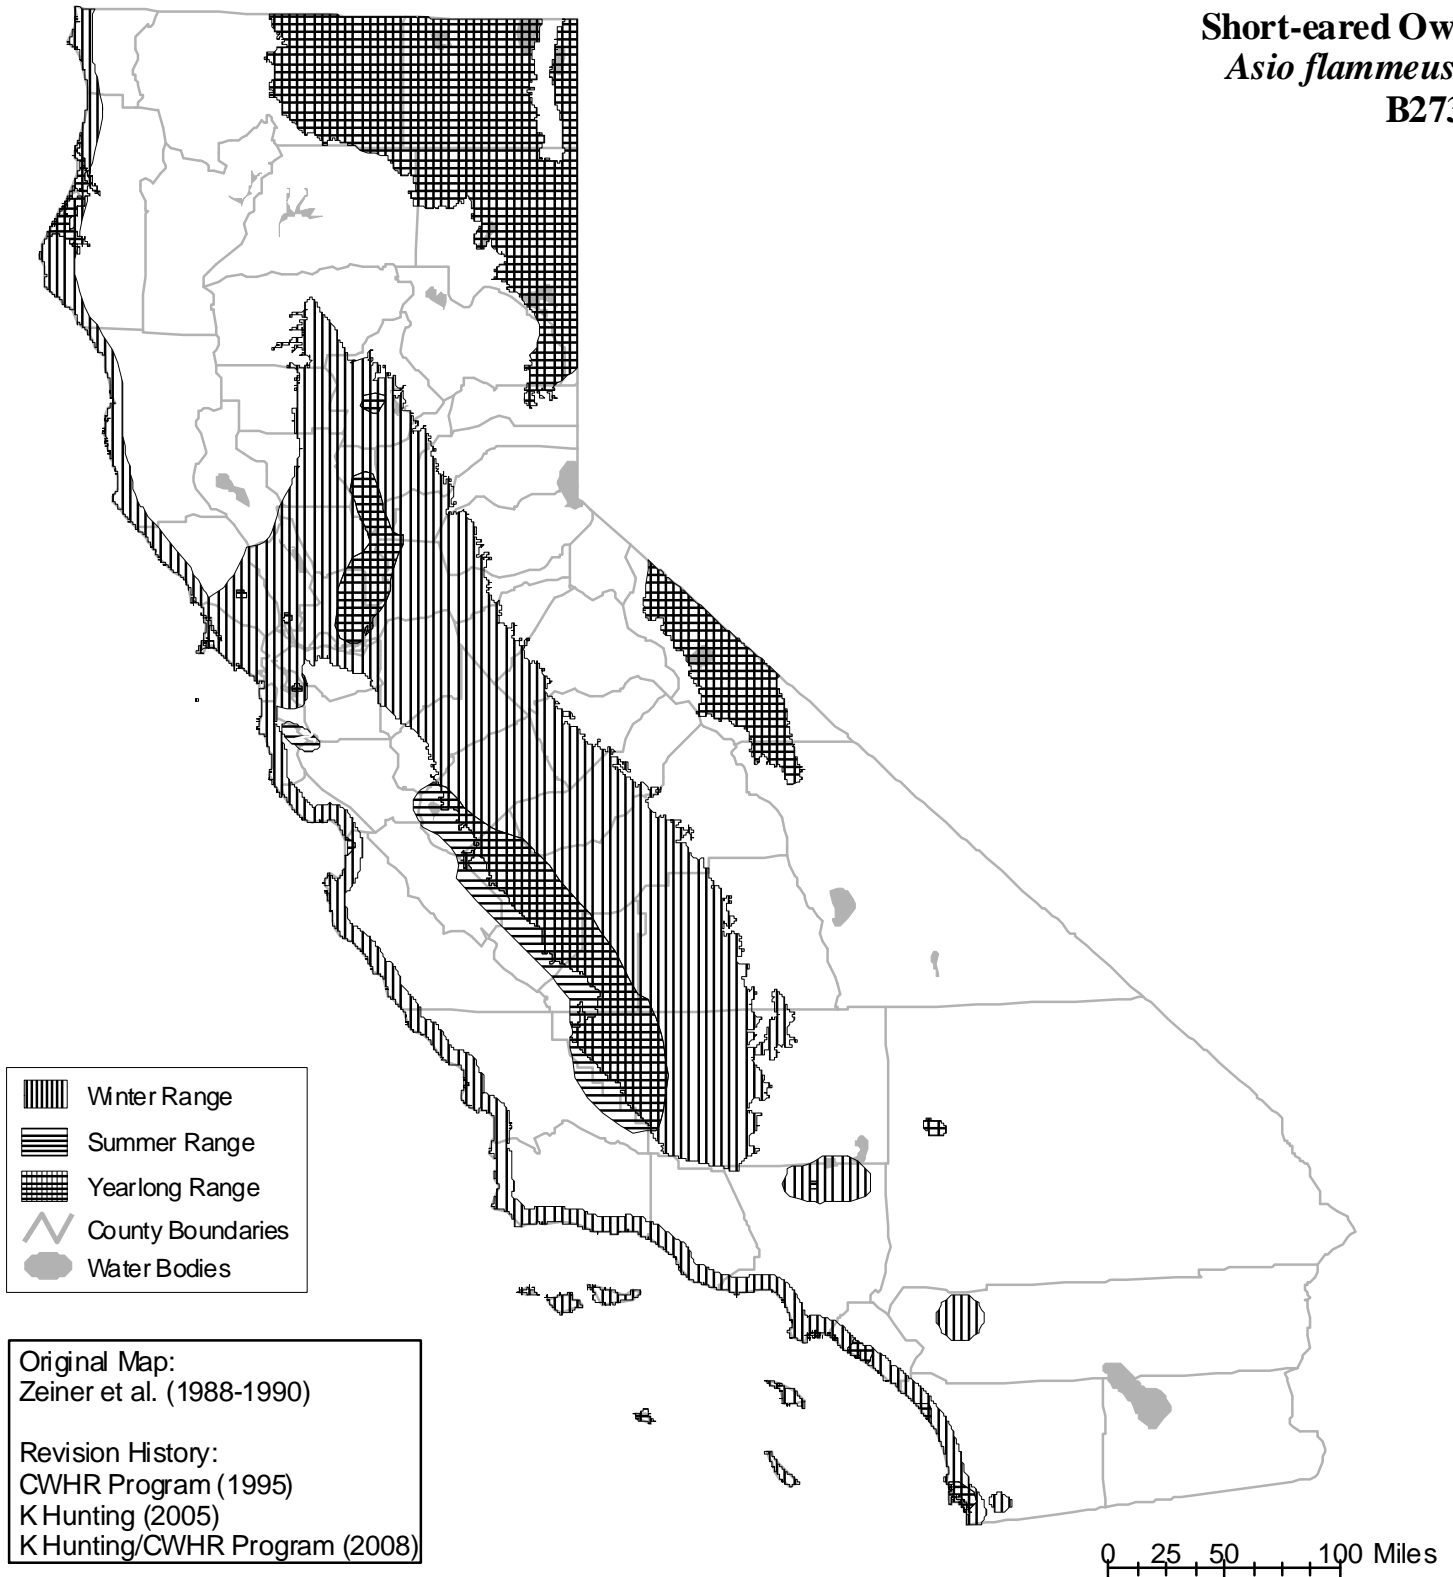 Short-eared Ow
Asio flammeus
B273
Winter Range
Summer Range
Yearlong Range
County Boundaries
Water Bodies
Original Map:
Zeiner et al. (1988-1990)
Revision History:
CWHR Program (1995)
K Hunting (2005)
K Hunting/CWHR Program (2008)
0 25 50 100 Miles